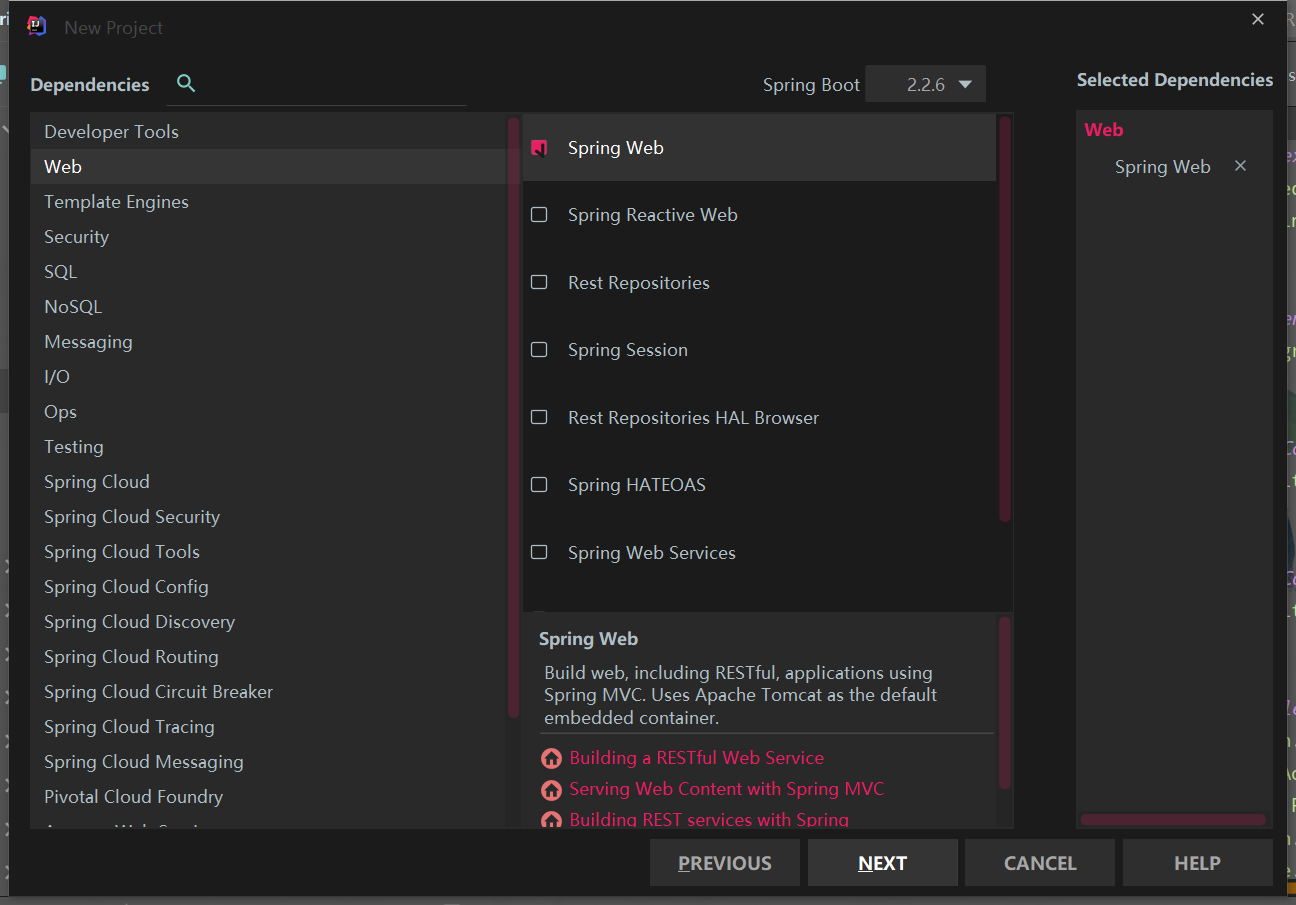 New Project
Dependencies
Spring Boot 2.2.6
Selected Dependencies
Developer Tools
Web
Template Engines
Security
SQL
NoSQL
Messaging
I/O
Ops
Testing
Spring Cloud
Spring Cloud Security
Spring Cloud Tools
Spring Cloud Config
Spring Cloud Discovery
Spring Cloud Routing
Spring Cloud Circuit Breaker
Spring Cloud Tracing
Spring Cloud Messaging
Pivotal Cloud Foundry
Spring Web
Spring Reactive Web
Rest Repositories
Spring Session
Rest Repositories HAL Browser
Spring HATEOAS
Spring Web Services
Spring Web
Build web, including RESTful, applications using
Spring MVC. Uses Apache Tomcat as the default
embedded container.
Building a RESTful Web Service
Serving Web Content with Spring MVC
Building REST services with Spring
Web
Spring Web
PREVIOUS
NEXT
CANCEL
HELP